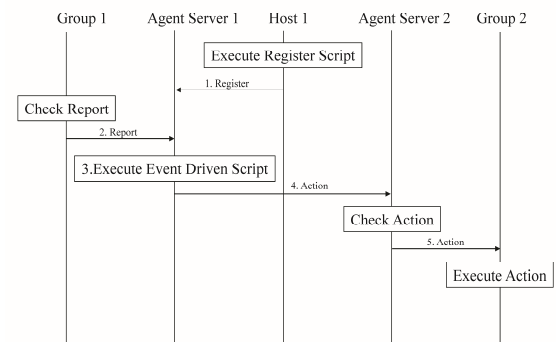 Group 1 Agent Server 1 Host 1 Agent Server 2 Group 2
Execute Register Script
1. Register
Check Report
2. Report
3.Execute Event Driven Script
4. Action
Check Action
5. Action
Execute Action